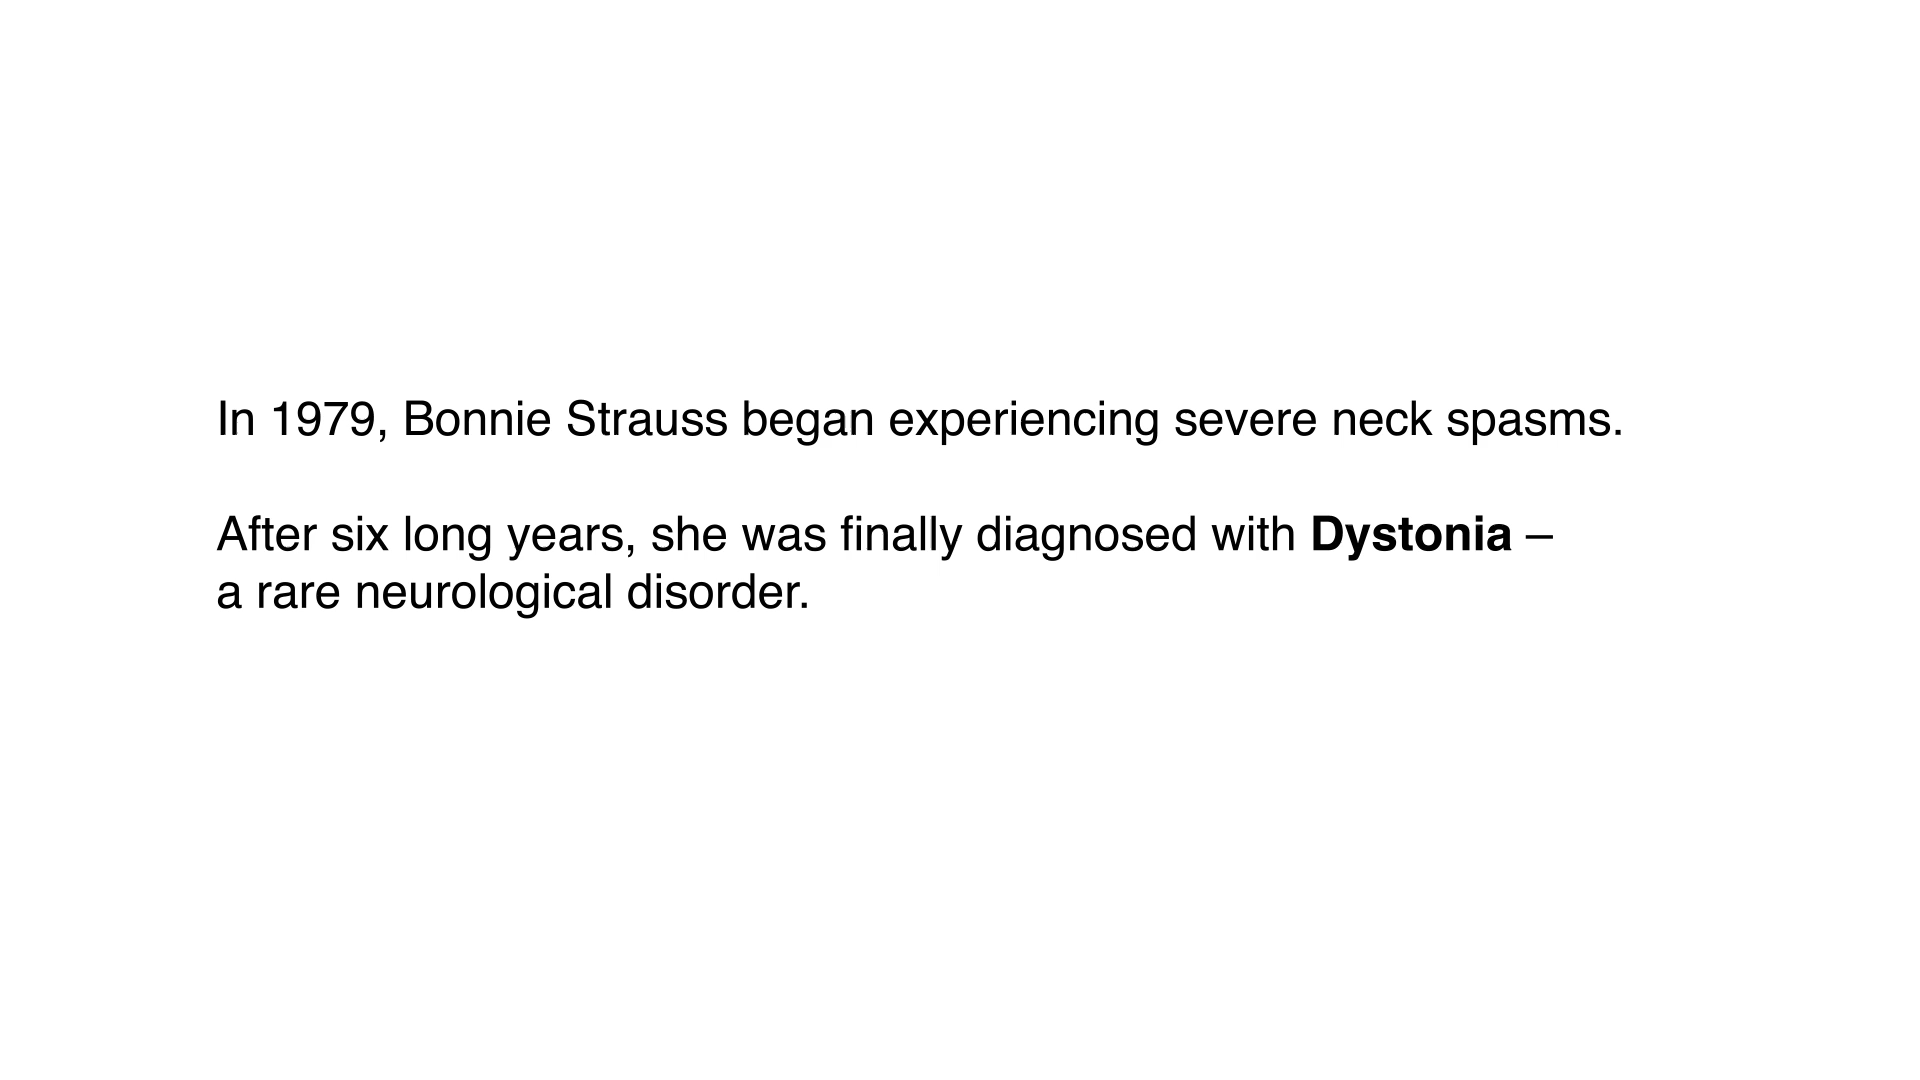 In 1979, Bonnie Strauss began experiencing severe neck spasms.
After six long years, she was finally diagnosed with Dystonia –
a rare neurological disorder.